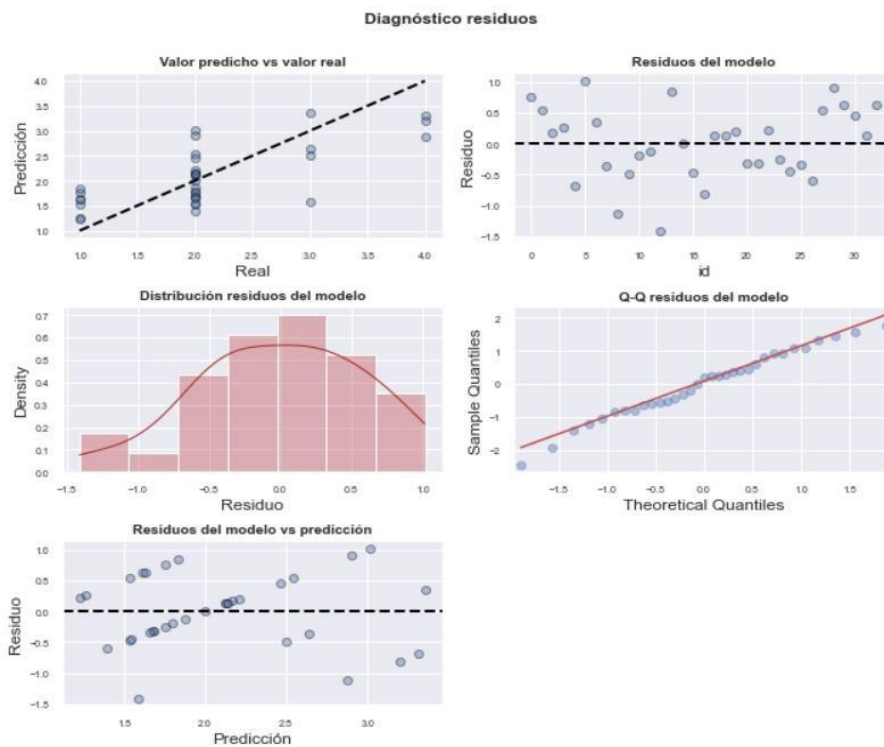 Diagnóstico residuos
Valor predicho vs valor real
Predicción
4.0
3.5
3.0
2.5
2.0
1.5
1.0
1.0 1.5 2.0 2.5 3.0 3.5 4.0
Real
Residuos del modelo
Residuo
1.0
0.5
0.0
−0.5
−1.0
−1.5
0 5 10 15 20 25 30
id
Distribución residuos del modelo
Density
0.7
0.6
0.5
0.4
0.3
0.2
0.1
0.0
−1.5 −1.0 −0.5 0.0 0.5 1.0
Residuo
Q-Q residuos del modelo
Sample Quantiles
2
1
0
−1
−2
−1.5 −1.0 −0.5 0.0 0.5 1.0 1.5
Theoretical Quantiles
Residuos del modelo vs predicción
Residuo
1.0
0.5
0.0
−0.5
−1.0
−1.5
1.5 2.0 2.5 3.0
Predicción